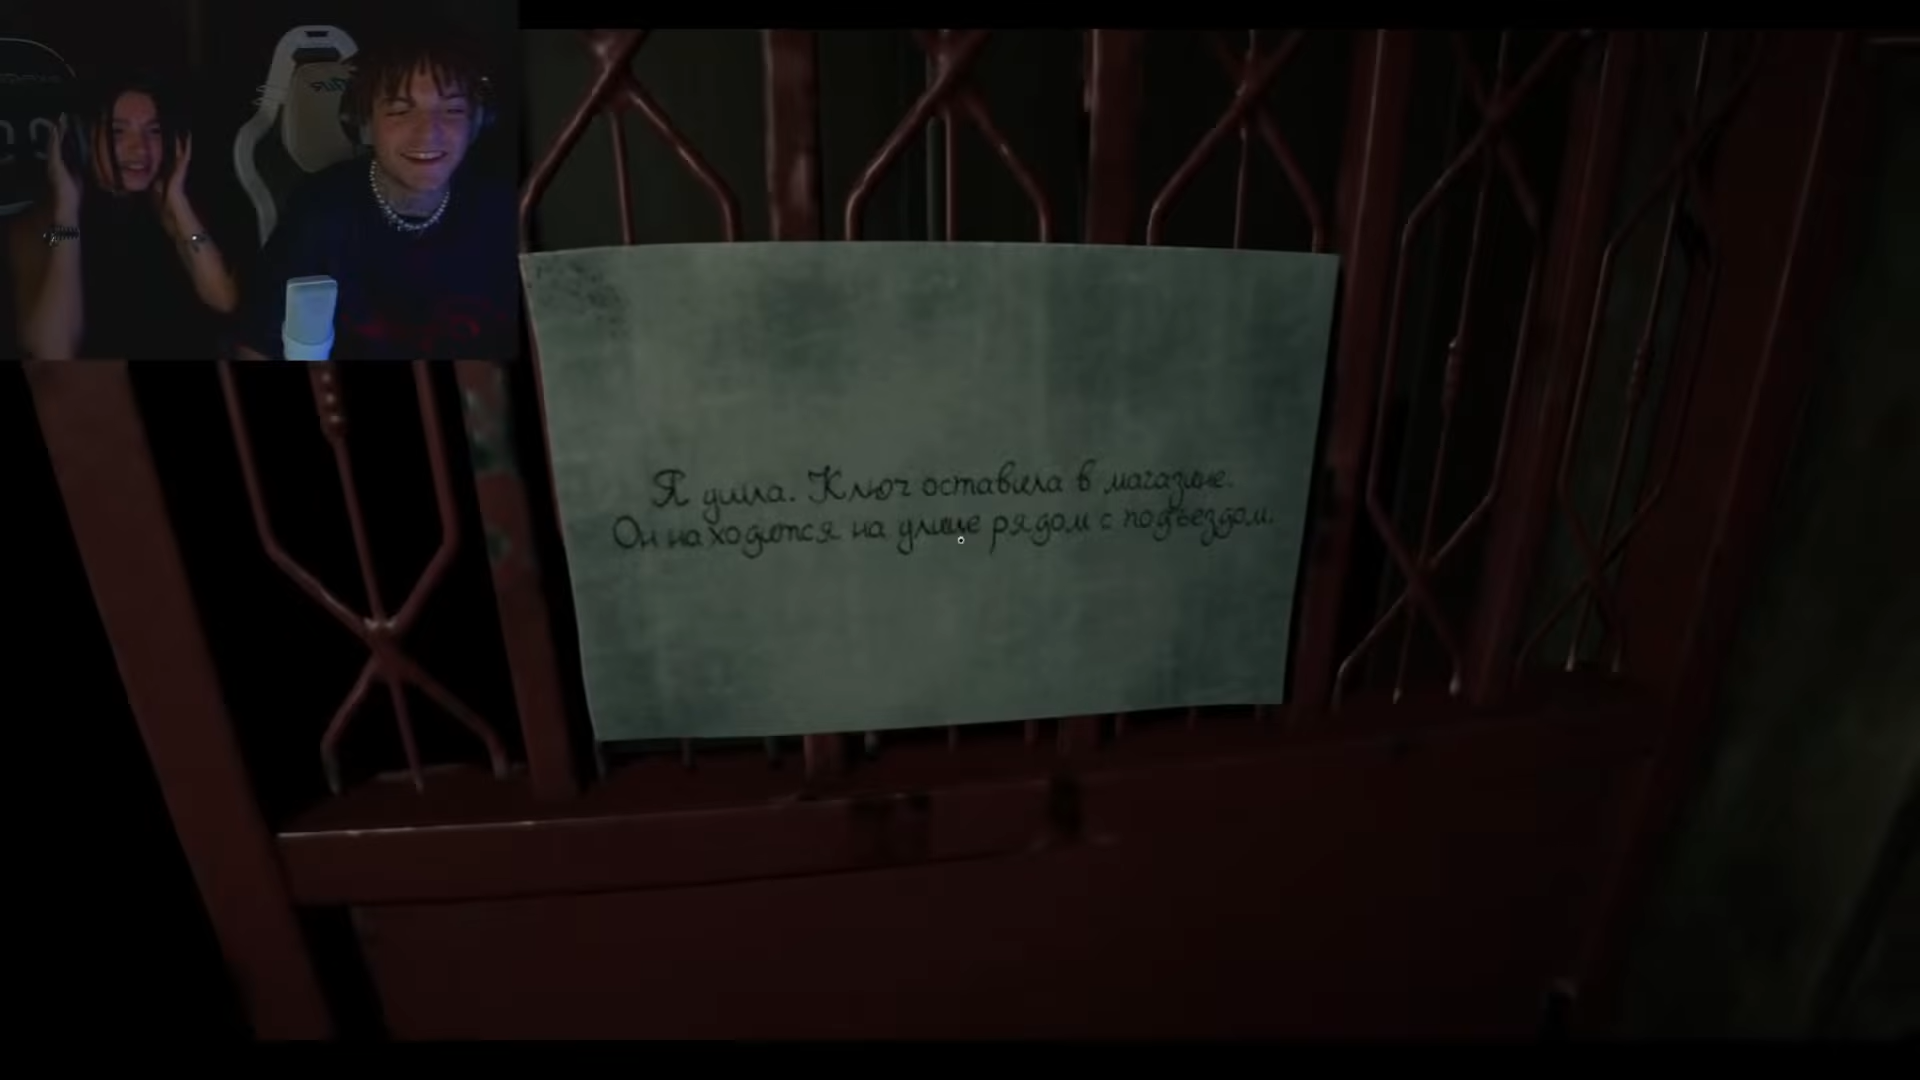 Я ушла. Ключ оставила в магазине.
Он находится на улице рядом с подъездом.